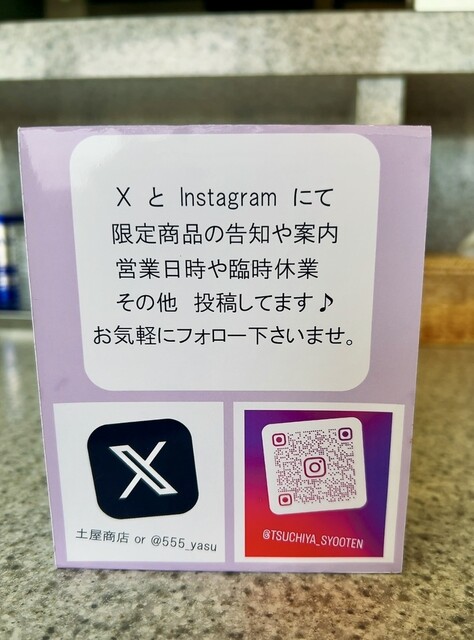 X と Instagram にて
限定商品の告知や案内
営業日時や臨時休業
その他 投稿してます♪
お気軽にフォロー下さいませ。
土屋商店 or @555_yasu
@TSUCHIYA_SYOOTEN